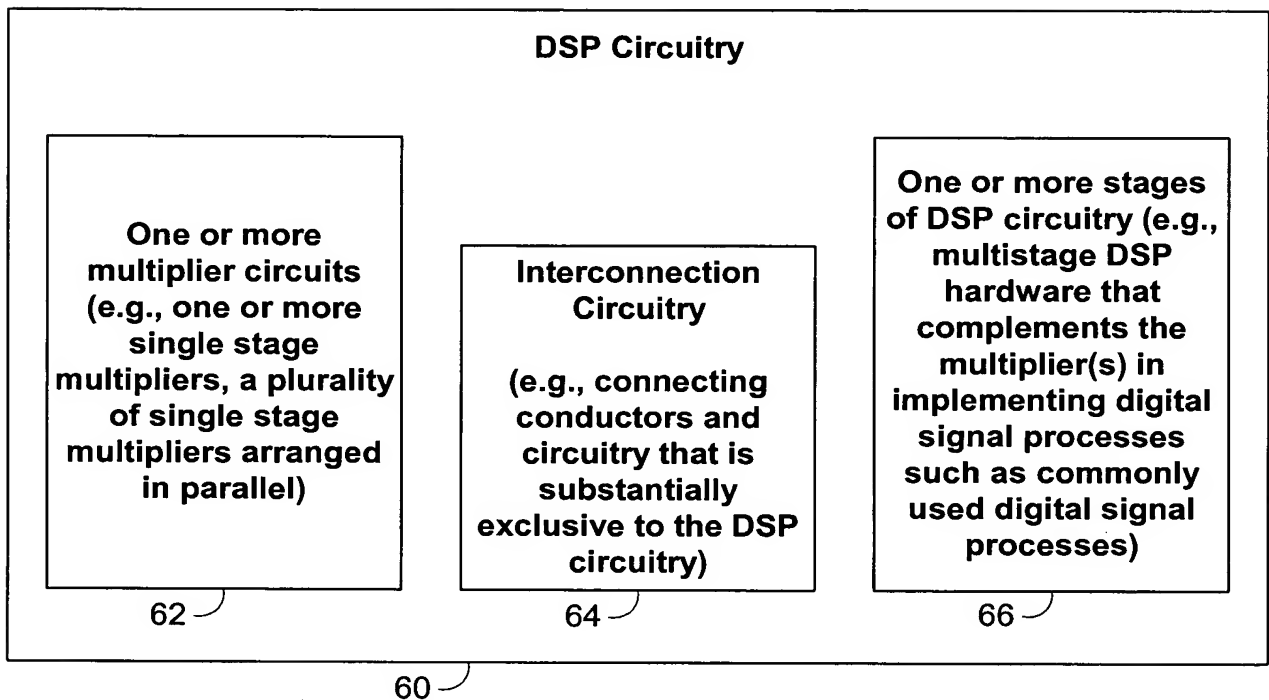 DSP Circuitry
One or more
multiplier circuits
(e.g., one or more
single stage
multipliers, a plurality
of single stage
multipliers arranged
in parallel)
62
Interconnection
Circuitry
(e.g., connecting
conductors and
circuitry that is
substantially
exclusive to the DSP
circuitry)
64
One or more stages
of DSP circuitry (e.g.,
multistage DSP
hardware that
complements the
multiplier(s) in
implementing digital
signal processes
such as commonly
used digital signal
processes)
66
60